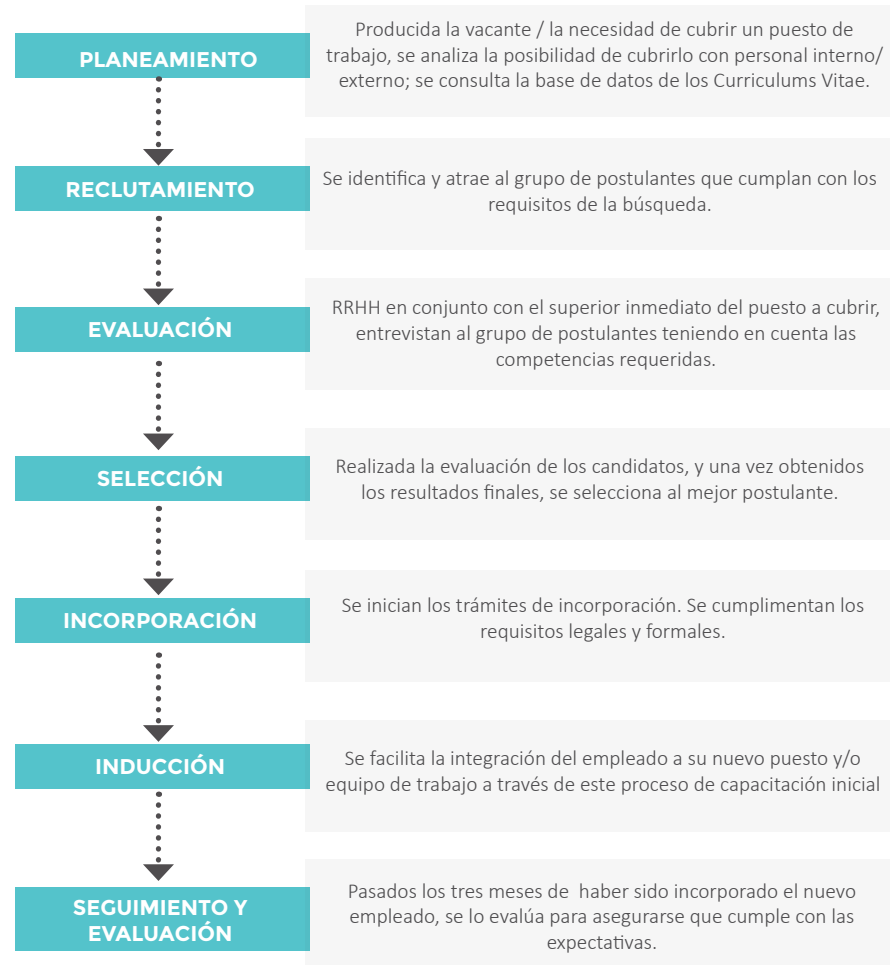 PLANEAMIENTO
Producida la vacante / la necesidad de cubrir un puesto de
trabajo, se analiza la posibilidad de cubrirlo con personal interno/
externo; se consulta la base de datos de los Curriculums Vitae.
RECLUTAMIENTO
Se identifica y atrae al grupo de postulantes que cumplan con los
requisitos de la búsqueda.
EVALUACIÓN
RRHH en conjunto con el superior inmediato del puesto a cubrir,
entrevistan al grupo de postulantes teniendo en cuenta las
competencias requeridas.
SELECCIÓN
Realizada la evaluación de los candidatos, y una vez obtenidos
los resultados finales, se selecciona al mejor postulante.
INCORPORACIÓN
Se inician los trámites de incorporación. Se cumplimentan los
requisitos legales y formales.
INDUCCIÓN
Se facilita la integración del empleado a su nuevo puesto y/o
equipo de trabajo a través de este proceso de capacitación inicial
SEGUIMIENTO Y
EVALUACIÓN
Pasados los tres meses de haber sido incorporado el nuevo
empleado, se lo evalúa para asegurarse que cumple con las
expectativas.